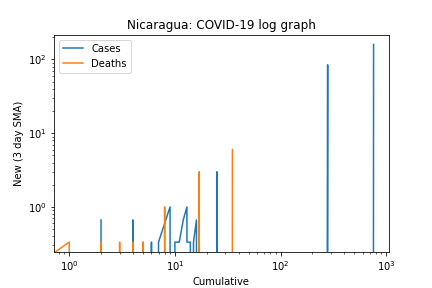 Nicaragua: COVID-19 log graph
Cases
Deaths
10²
10¹
10⁰
New (3 day SMA)
10⁰ 10¹ 10² 10³
Cumulative